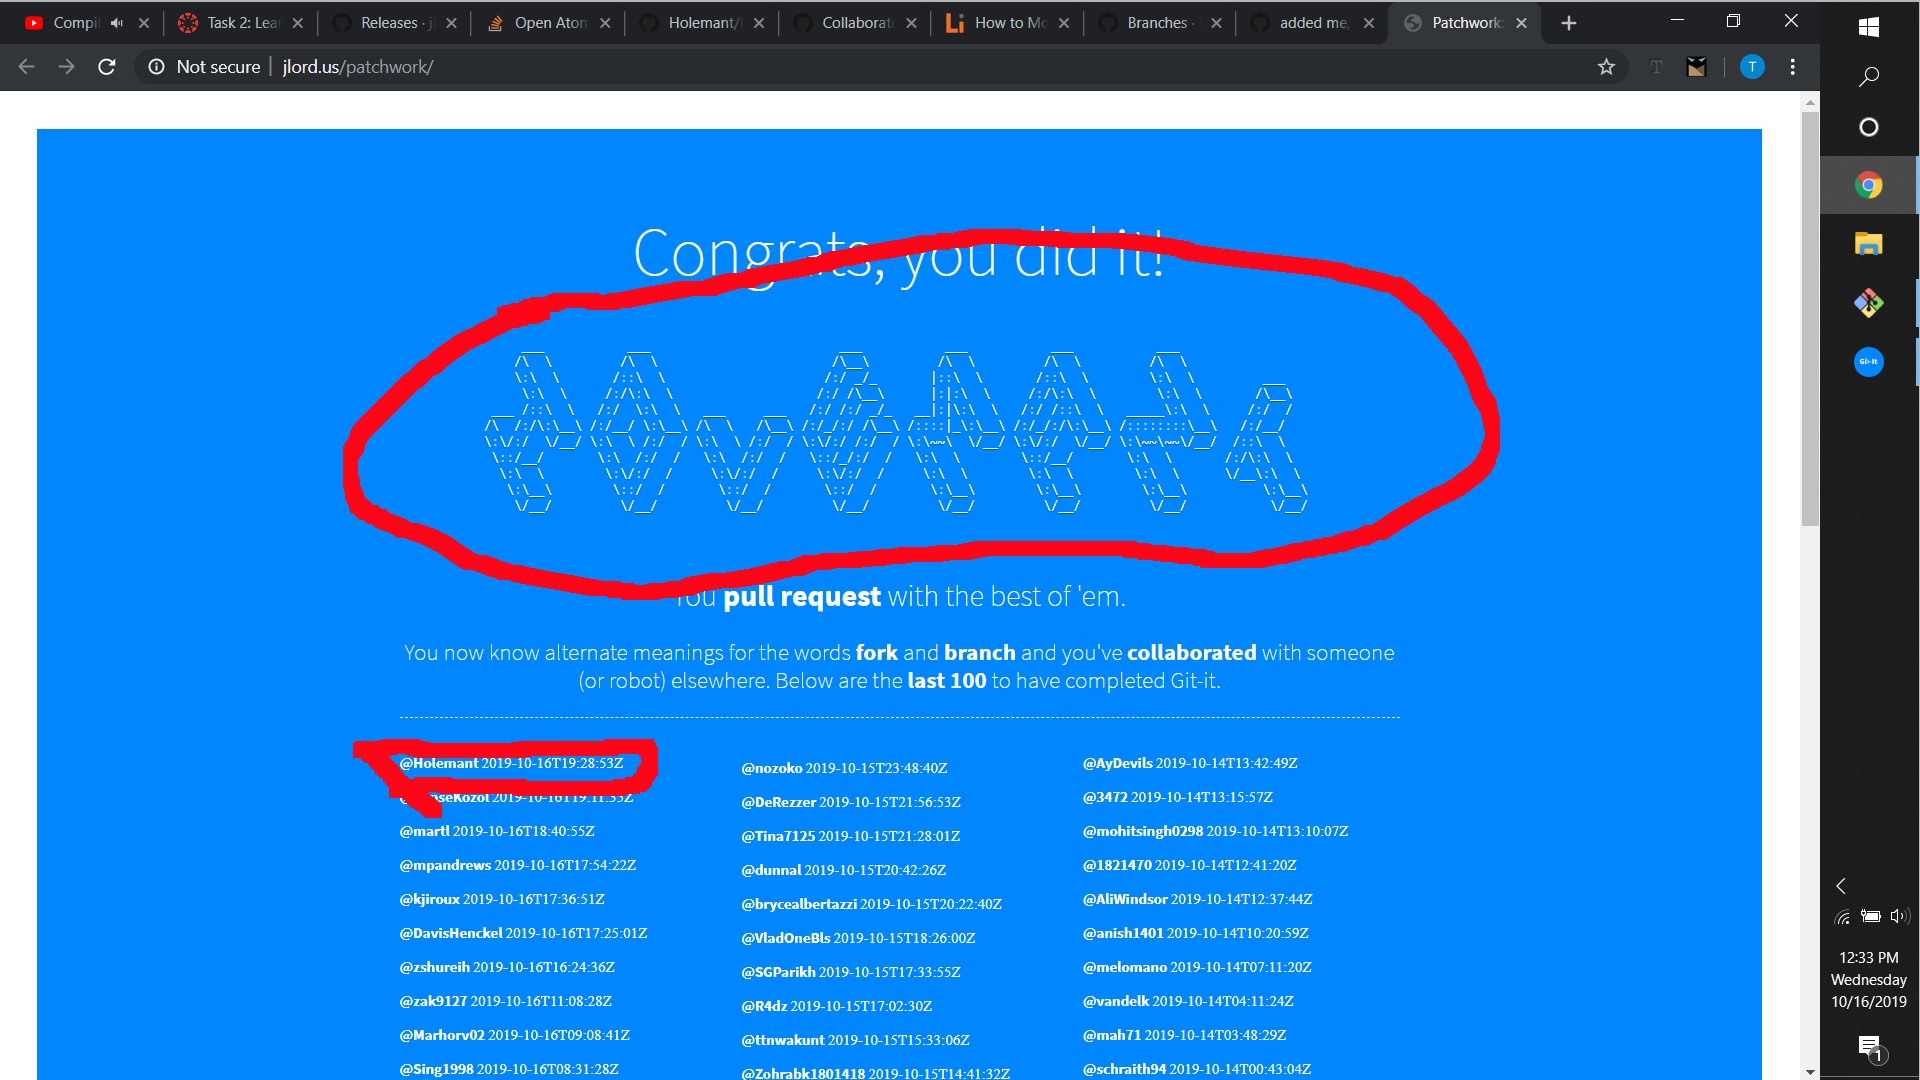 Compil
Task 2: Lea
Releases · j
Open Atom
Holemant/
Collaborat
How to Mo
Branches ·
added me,
Patchwork
Not secure | jlord.us/patchwork/
T
T
Congrats, you did it!
You pull request with the best of 'em.
You now know alternate meanings for the words fork and branch and you've collaborated with someone
(or robot) elsewhere. Below are the last 100 to have completed Git-it.
@Holemant 2019-10-16T19:28:53Z
2019-10-16T19:11:55Z
@martl 2019-10-16T18:40:55Z
@mpandrews 2019-10-16T17:54:22Z
@kjiroux 2019-10-16T17:36:51Z
@DavisHenckel 2019-10-16T17:25:01Z
@zshureih 2019-10-16T16:24:36Z
@zak9127 2019-10-16T11:08:28Z
@Marhorv02 2019-10-16T09:08:41Z
@Sing1998 2019-10-16T08:31:28Z
@nozoko 2019-10-15T23:48:40Z
@DeRezzer 2019-10-15T21:56:53Z
@Tina7125 2019-10-15T21:28:01Z
@dunnal 2019-10-15T20:42:26Z
@brycealbertazzi 2019-10-15T20:22:40Z
@VladOneBls 2019-10-15T18:26:00Z
@SGParikh 2019-10-15T17:33:55Z
@R4dz 2019-10-15T17:02:30Z
@ttnwakunt 2019-10-15T15:33:06Z
@Zohrabk1801418 2019-10-15T14:41:32Z
@AyDevils 2019-10-14T13:42:49Z
@3472 2019-10-14T13:15:57Z
@mohitsingh0298 2019-10-14T13:10:07Z
@1821470 2019-10-14T12:41:20Z
@AliWindsor 2019-10-14T12:37:44Z
@anish1401 2019-10-14T10:20:59Z
@melomano 2019-10-14T07:11:20Z
@vandelk 2019-10-14T04:11:24Z
@mah71 2019-10-14T03:48:29Z
@schraith94 2019-10-14T00:43:04Z
Git-It
12:33 PM
Wednesday
10/16/2019
1